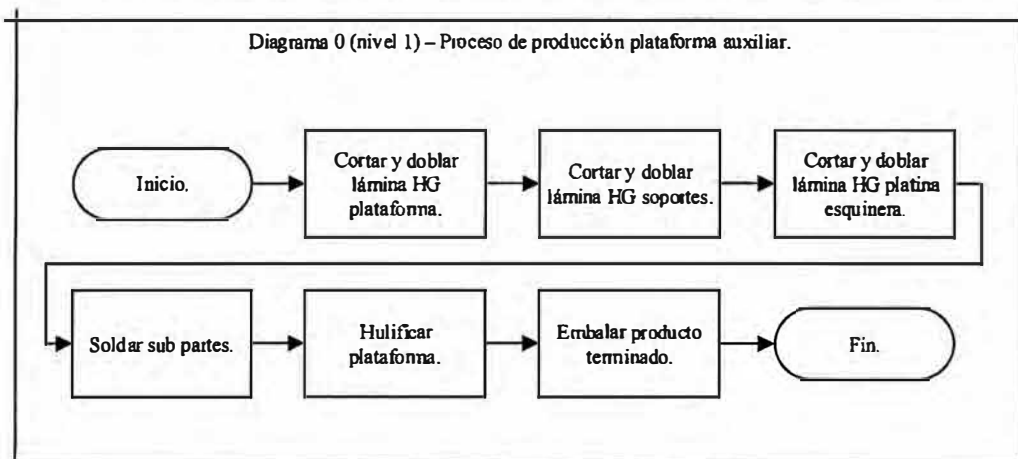 Diagrama 0 (nivel 1) – Proceso de producción plataforma auxiliar.
Inicio.
Cortar y doblar
lámina HG
plataforma.
Cortar y doblar
lámina HG soportes.
Cortar y doblar
lámina HG platina
esquinera.
Soldar sub partes.
Hulificar
plataforma.
Embalar producto
terminado.
Fin.